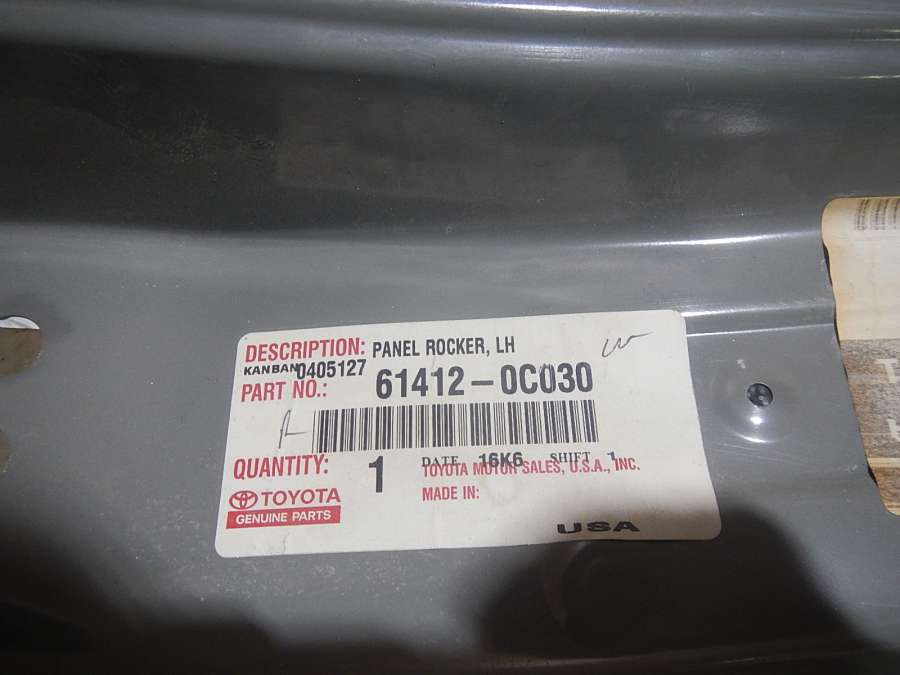 DESCRIPTION: PANEL ROCKER, LH
KANBAN 0405127
PART NO.: 61412-0C030
QUANTITY: 1
DATE 16K6 SHIFT 1
TOYOTA MOTOR SALES, U.S.A., INC.
TOYOTA
MADE IN:
GENUINE PARTS
USA